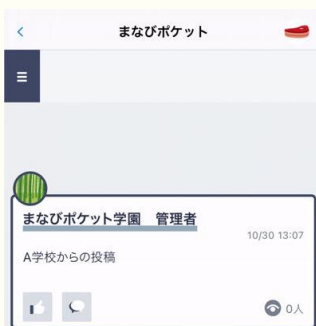 まなびポケット
まなびポケット学園　管理者
10/30 13:07
A学校からの投稿
0人